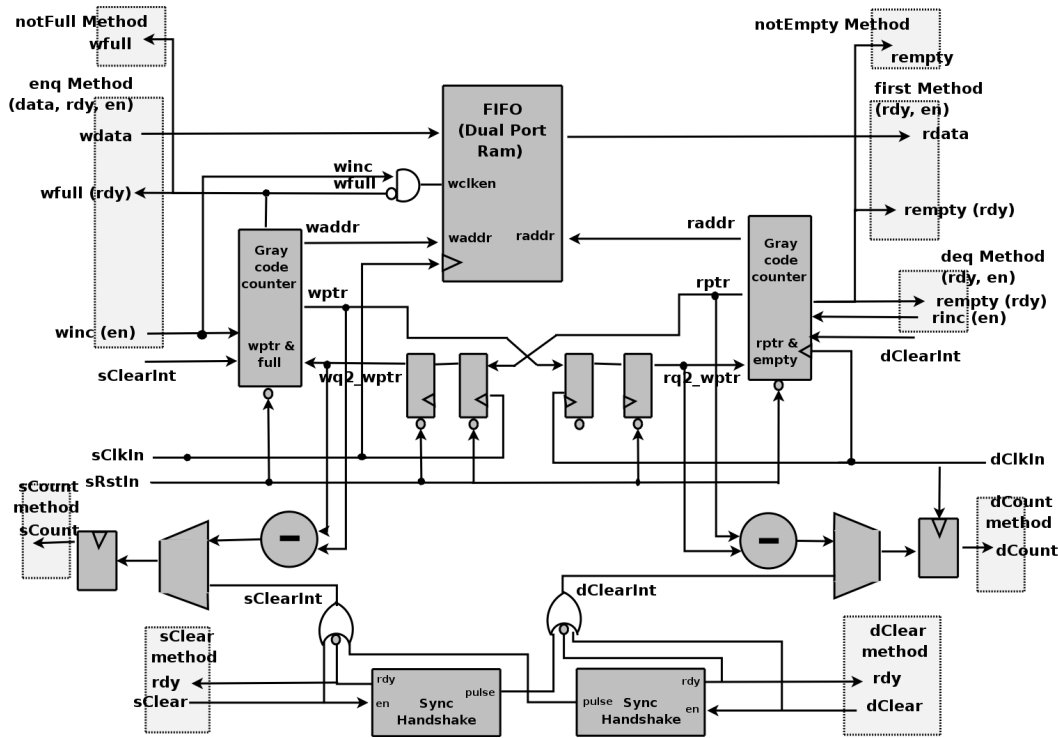 notFull Method
wfull
notEmpty Method
rempty
enq Method
(data, rdy, en)
wdata
FIFO
(Dual Port
Ram)
first Method
(rdy, en)
rdata
winc
wfull
wclken
wfull (rdy)
rempty (rdy)
waddr
waddr
raddr
raddr
Gray
code
counter
Gray
code
counter
deq Method
(rdy, en)
wptr
rptr
rempty (rdy)
rinc (en)
winc (en)
wptr &
full
rptr &
empty
dClearInt
sClearInt
wq2_wptr
rq2_wptr
sClkIn
dClkIn
sRstIn
sCount
method
sCount
dCount
method
dCount
-
-
sClearInt
dClearInt
sClear
method
rdy
sClear
rdy
en
pulse
Sync
Handshake
pulse
rdy
en
Sync
Handshake
dClear
method
rdy
dClear